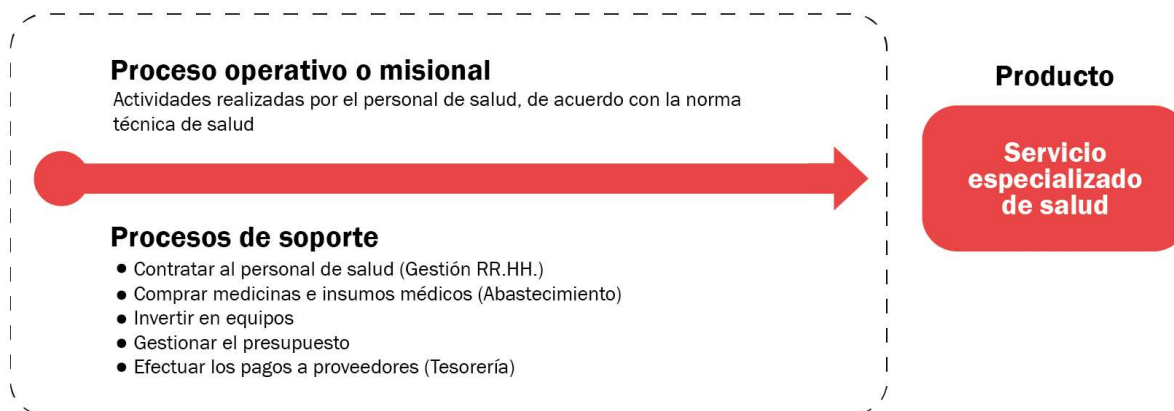 Proceso operativo o misional
Actividades realizadas por el personal de salud, de acuerdo con la norma
técnica de salud
Procesos de soporte
● Contratar al personal de salud (Gestión RR.HH.)
● Comprar medicinas e insumos médicos (Abastecimiento)
● Invertir en equipos
● Gestionar el presupuesto
● Efectuar los pagos a proveedores (Tesorería)
Producto
Servicio
especializado
de salud